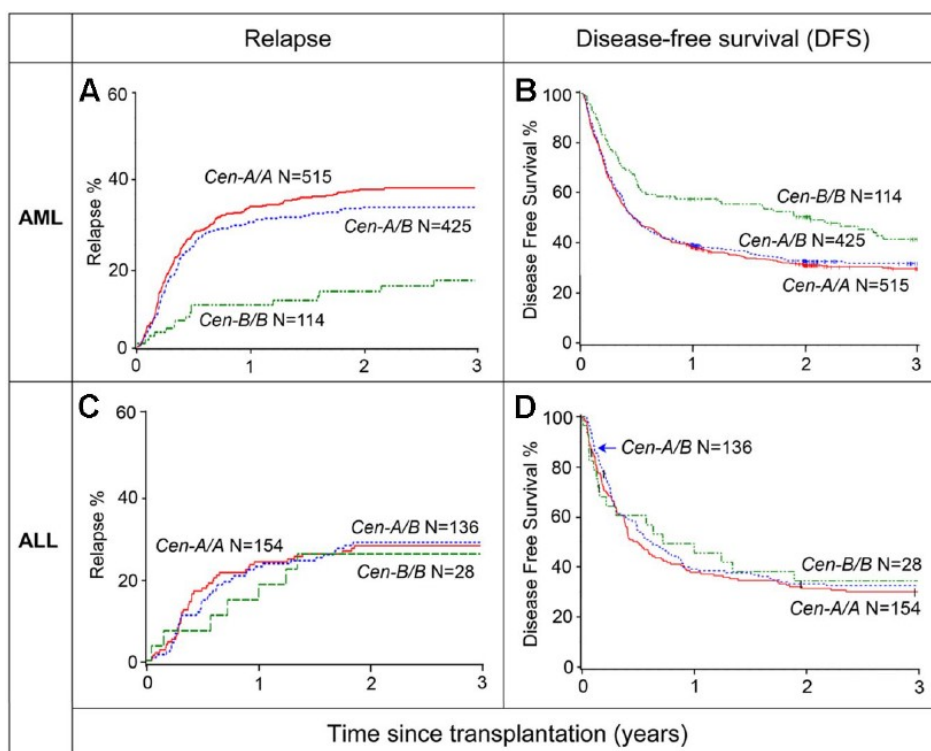 Relapse
Disease-free survival (DFS)
AML
A
Relapse %
60
40
20
0
Cen-A/A N=515
Cen-A/B N=425
Cen-B/B N=114
0 1 2 3
B
Disease Free Survival %
100
80
60
40
20
0
Cen-B/B N=114
Cen-A/B N=425
Cen-A/A N=515
0 1 2 3
ALL
C
Relapse %
60
40
20
0
Cen-A/A N=154
Cen-A/B N=136
Cen-B/B N=28
0 1 2 3
D
Disease Free Survival %
100
80
60
40
20
0
Cen-A/B N=136
Cen-B/B N=28
Cen-A/A N=154
0 1 2 3
Time since transplantation (years)